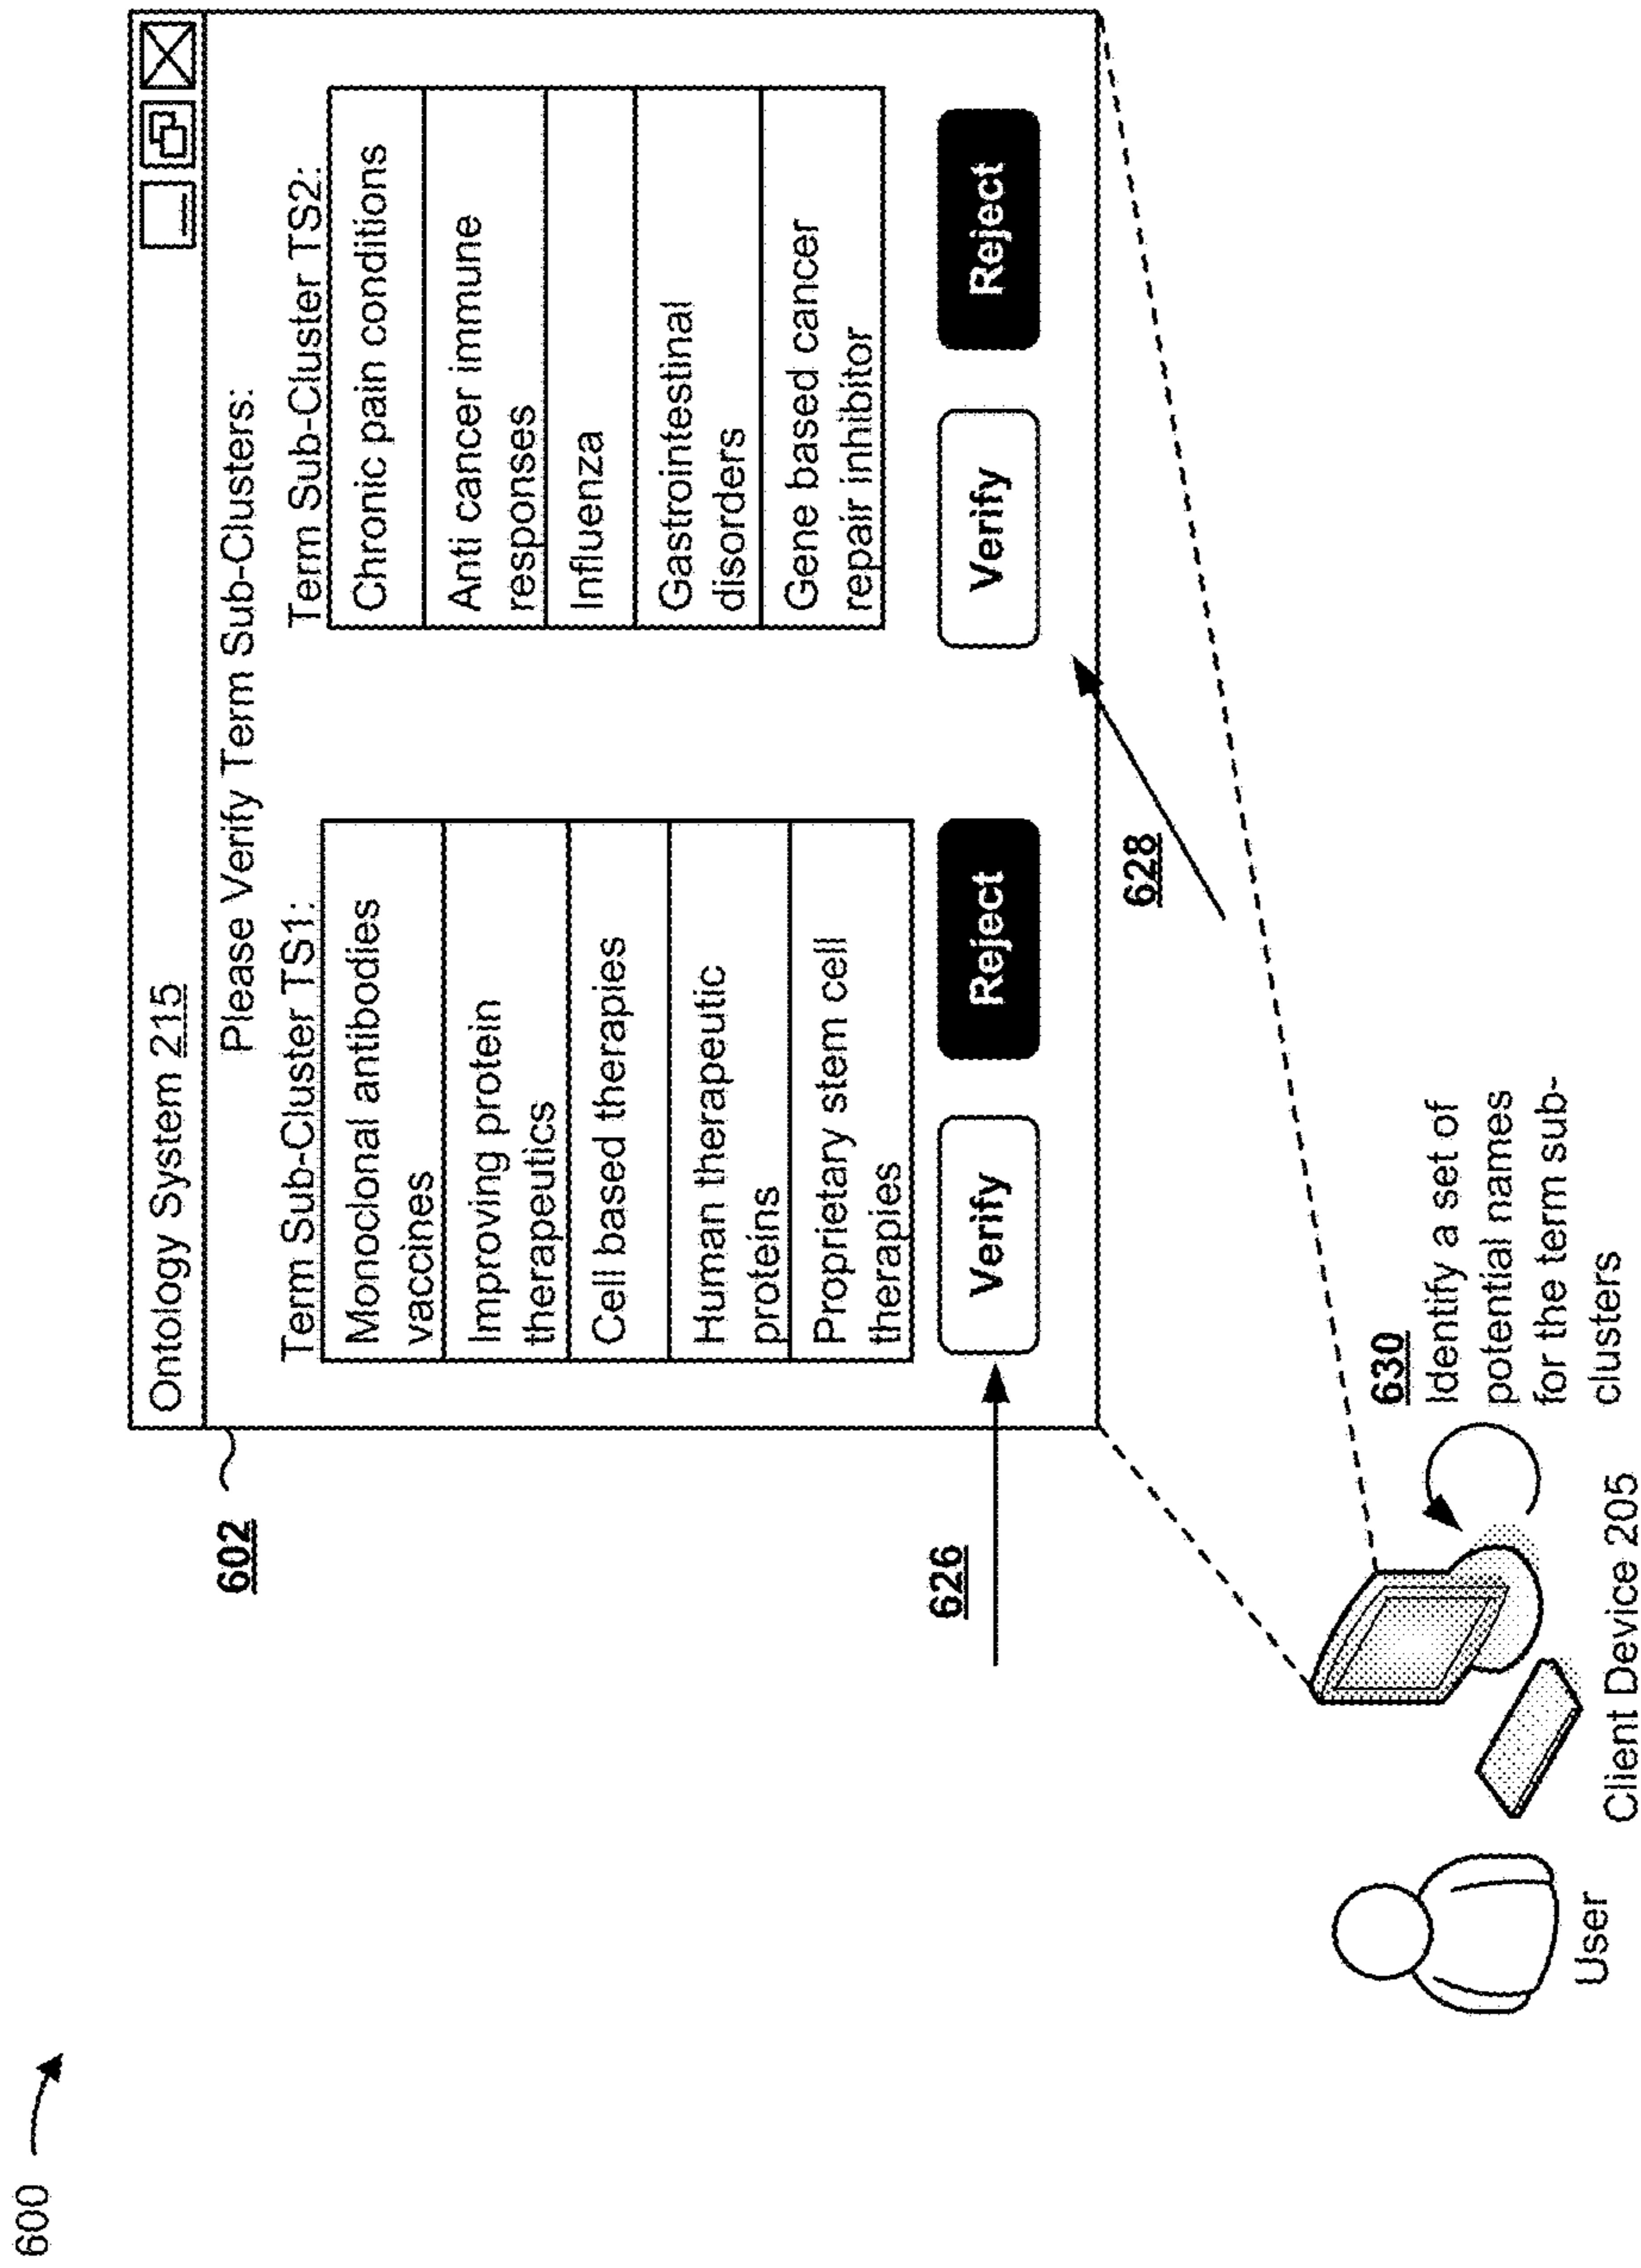 600
602
Ontology System 215
Please Verify Term Sub-Clusters:
Term Sub-Cluster TS1:
Monoclonal antibodies
vaccines
Improving protein
therapeutics
Cell based therapies
Human therapeutic
proteins
Proprietary stem cell
therapies
Verify
Reject
Term Sub-Cluster TS2:
Chronic pain conditions
Anti cancer immune
responses
Influenza
Gastrointestinal
disorders
Gene based cancer
repair inhibitor
Verify
Reject
626
628
630
Identify a set of
potential names
for the term sub-
clusters
User
Client Device 205